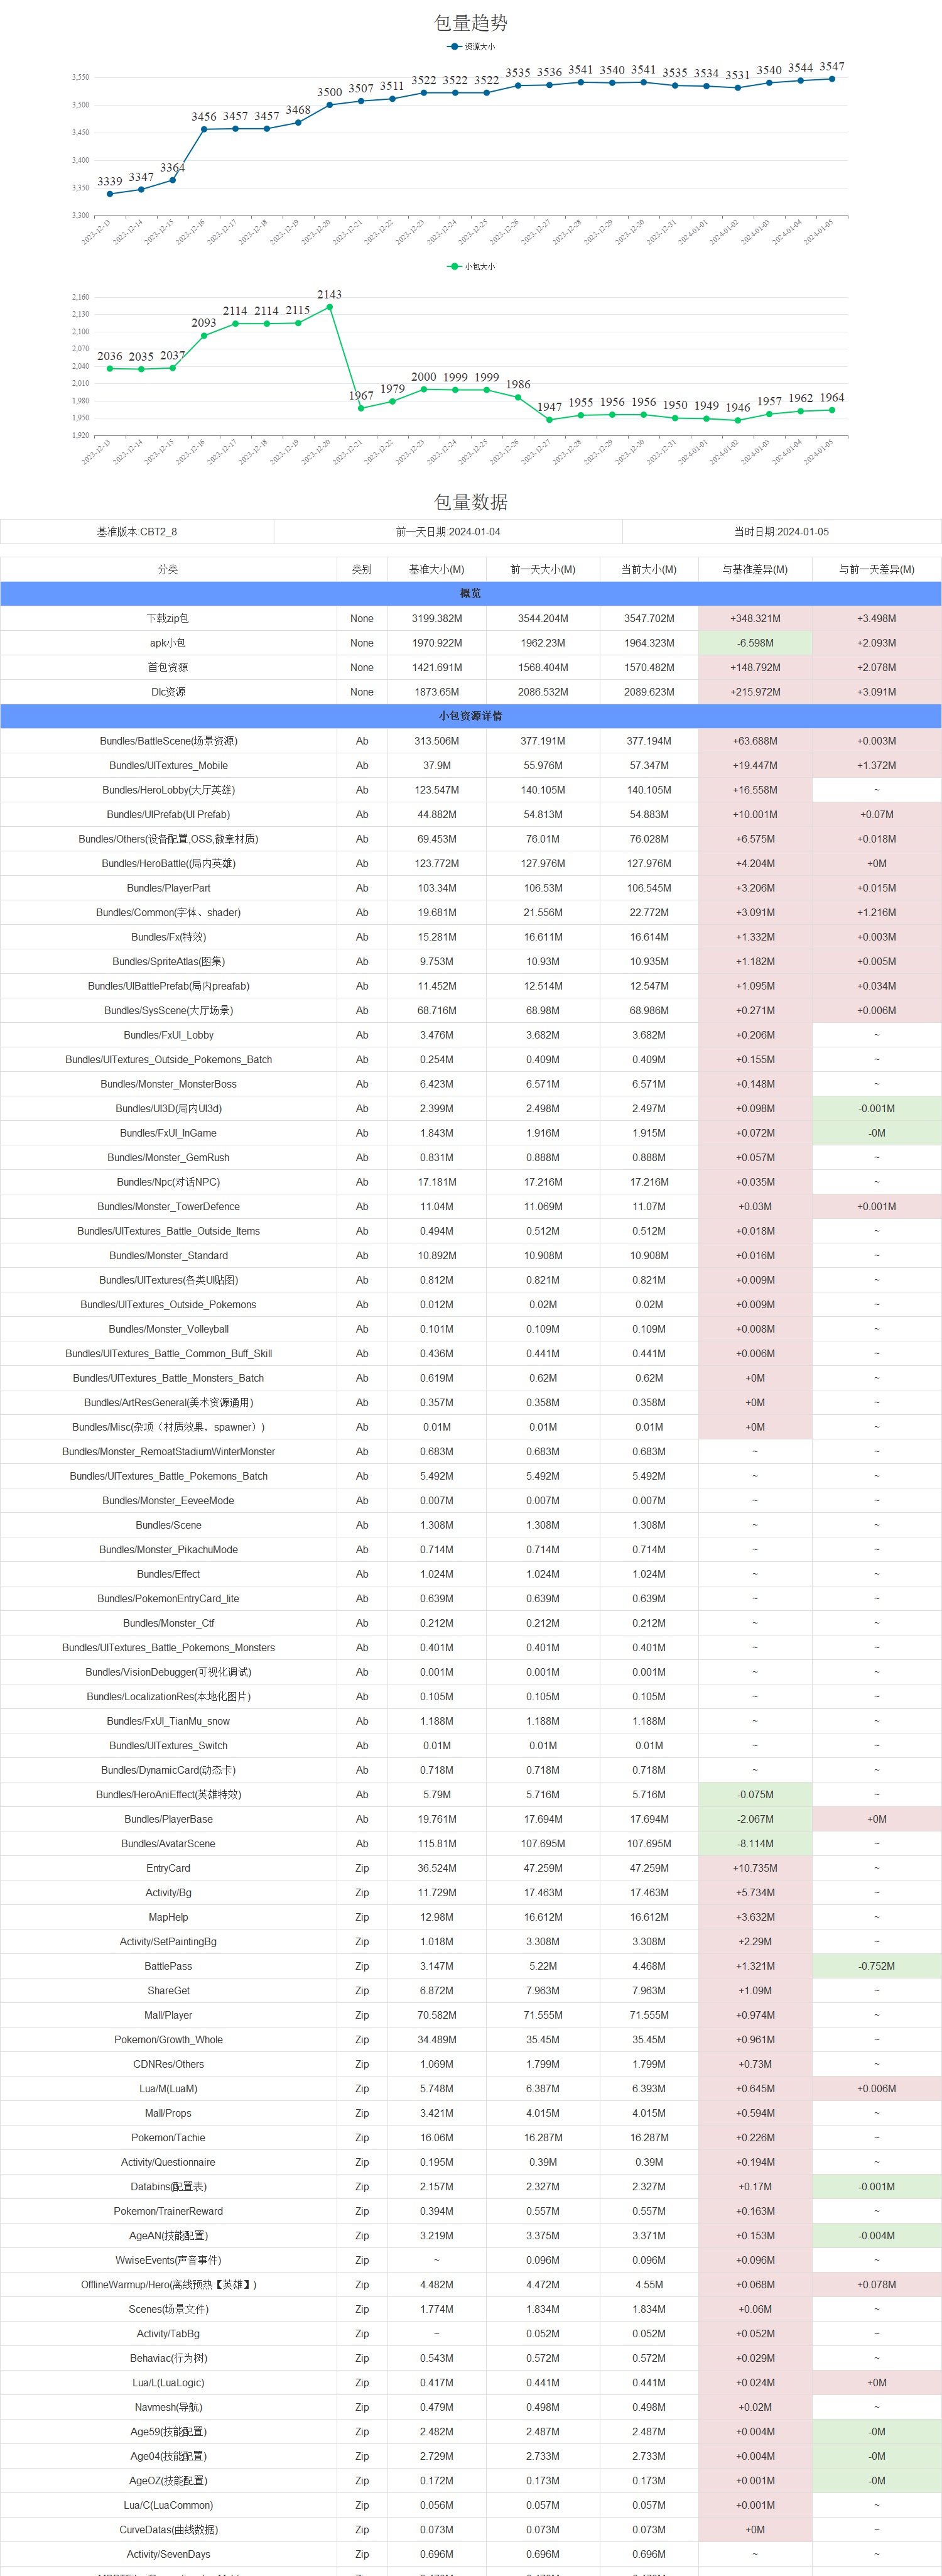 包量趋势
资源大小
3,550
3,500
3,450
3,400
3,350
3,300
3339 3347 3364 3456 3457 3457 3468 3500 3507 3511 3522 3522 3522 3535 3536 3541 3540 3541 3535 3534 3531 3540 3544 3547
2023-12-13 2023-12-14 2023-12-15 2023-12-16 2023-12-17 2023-12-18 2023-12-19 2023-12-20 2023-12-21 2023-12-22 2023-12-23 2023-12-24 2023-12-25 2023-12-26 2023-12-27 2023-12-28 2023-12-29 2023-12-30 2023-12-31 2024-01-01 2024-01-02 2024-01-03 2024-01-04 2024-01-05
小包大小
2,160
2,130
2,100
2,070
2,040
2,010
1,980
1,950
1,920
2036 2035 2037 2093 2114 2114 2115 2143 1967 1979 2000 1999 1999 1986 1947 1955 1956 1956 1950 1949 1946 1957 1962 1964
2023-12-13 2023-12-14 2023-12-15 2023-12-16 2023-12-17 2023-12-18 2023-12-19 2023-12-20 2023-12-21 2023-12-22 2023-12-23 2023-12-24 2023-12-25 2023-12-26 2023-12-27 2023-12-28 2023-12-29 2023-12-30 2023-12-31 2024-01-01 2024-01-02 2024-01-03 2024-01-04 2024-01-05
包量数据
基准版本:CBT2_8 前一天日期:2024-01-04 当时日期:2024-01-05
分类 类别 基准大小(M) 前一天大小(M) 当前大小(M) 与基准差异(M) 与前一天差异(M)
概览
下载zip包 None 3199.382M 3544.204M 3547.702M +348.321M +3.498M
apk小包 None 1970.922M 1962.23M 1964.323M -6.598M +2.093M
首包资源 None 1421.691M 1568.404M 1570.482M +148.792M +2.078M
Dlc资源 None 1873.65M 2086.532M 2089.623M +215.972M +3.091M
小包资源详情
Bundles/BattleScene(场景资源) Ab 313.506M 377.191M 377.194M +63.688M +0.003M
Bundles/UITextures_Mobile Ab 37.9M 55.976M 57.347M +19.447M +1.372M
Bundles/HeroLobby(大厅英雄) Ab 123.547M 140.105M 140.105M +16.558M ~
Bundles/UIPrefab(UI Prefab) Ab 44.882M 54.813M 54.883M +10.001M +0.07M
Bundles/Others(设备配置,OSS,徽章材质) Ab 69.453M 76.01M 76.028M +6.575M +0.018M
Bundles/HeroBattle((局内英雄) Ab 123.772M 127.976M 127.976M +4.204M +0M
Bundles/PlayerPart Ab 103.34M 106.53M 106.545M +3.206M +0.015M
Bundles/Common(字体、shader) Ab 19.681M 21.556M 22.772M +3.091M +1.216M
Bundles/Fx(特效) Ab 15.281M 16.611M 16.614M +1.332M +0.003M
Bundles/SpriteAtlas(图集) Ab 9.753M 10.93M 10.935M +1.182M +0.005M
Bundles/UIBattlePrefab(局内preafab) Ab 11.452M 12.514M 12.547M +1.095M +0.034M
Bundles/SysScene(大厅场景) Ab 68.716M 68.98M 68.986M +0.271M +0.006M
Bundles/FxUI_Lobby Ab 3.476M 3.682M 3.682M +0.206M ~
Bundles/UITextures_Outside_Pokemons_Batch Ab 0.254M 0.409M 0.409M +0.155M ~
Bundles/Monster_MonsterBoss Ab 6.423M 6.571M 6.571M +0.148M ~
Bundles/UI3D(局内UI3d) Ab 2.399M 2.498M 2.497M +0.098M -0.001M
Bundles/FxUI_InGame Ab 1.843M 1.916M 1.915M +0.072M -0M
Bundles/Monster_GemRush Ab 0.831M 0.888M 0.888M +0.057M ~
Bundles/Npc(对话NPC) Ab 17.181M 17.216M 17.216M +0.035M ~
Bundles/Monster_TowerDefence Ab 11.04M 11.069M 11.07M +0.03M +0.001M
Bundles/UITextures_Battle_Outside_Items Ab 0.494M 0.512M 0.512M +0.018M ~
Bundles/Monster_Standard Ab 10.892M 10.908M 10.908M +0.016M ~
Bundles/UITextures(各类UI贴图) Ab 0.812M 0.821M 0.821M +0.009M ~
Bundles/UITextures_Outside_Pokemons Ab 0.012M 0.02M 0.02M +0.009M ~
Bundles/Monster_Volleyball Ab 0.101M 0.109M 0.109M +0.008M ~
Bundles/UITextures_Battle_Common_Buff_Skill Ab 0.436M 0.441M 0.441M +0.006M ~
Bundles/UITextures_Battle_Monsters_Batch Ab 0.619M 0.62M 0.62M +0M ~
Bundles/ArtResGeneral(美术资源通用) Ab 0.357M 0.358M 0.358M +0M ~
Bundles/Misc(杂项（材质效果，spawner）) Ab 0.01M 0.01M 0.01M +0M ~
Bundles/Monster_RemoatStadiumWinterMonster Ab 0.683M 0.683M 0.683M ~ ~
Bundles/UITextures_Battle_Pokemons_Batch Ab 5.492M 5.492M 5.492M ~ ~
Bundles/Monster_EeveeMode Ab 0.007M 0.007M 0.007M ~ ~
Bundles/Scene Ab 1.308M 1.308M 1.308M ~ ~
Bundles/Monster_PikachuMode Ab 0.714M 0.714M 0.714M ~ ~
Bundles/Effect Ab 1.024M 1.024M 1.024M ~ ~
Bundles/PokemonEntryCard_lite Ab 0.639M 0.639M 0.639M ~ ~
Bundles/Monster_Ctf Ab 0.212M 0.212M 0.212M ~ ~
Bundles/UITextures_Battle_Pokemons_Monsters Ab 0.401M 0.401M 0.401M ~ ~
Bundles/VisionDebugger(可视化调试) Ab 0.001M 0.001M 0.001M ~ ~
Bundles/LocalizationRes(本地化图片) Ab 0.105M 0.105M 0.105M ~ ~
Bundles/FxUI_TianMu_snow Ab 1.188M 1.188M 1.188M ~ ~
Bundles/UITextures_Switch Ab 0.01M 0.01M 0.01M ~ ~
Bundles/DynamicCard(动态卡) Ab 0.718M 0.718M 0.718M ~ ~
Bundles/HeroAniEffect(英雄特效) Ab 5.79M 5.716M 5.716M -0.075M ~
Bundles/PlayerBase Ab 19.761M 17.694M 17.694M -2.067M +0M
Bundles/AvatarScene Ab 115.81M 107.695M 107.695M -8.114M ~
EntryCard Zip 36.524M 47.259M 47.259M +10.735M ~
Activity/Bg Zip 11.729M 17.463M 17.463M +5.734M ~
MapHelp Zip 12.98M 16.612M 16.612M +3.632M ~
Activity/SetPaintingBg Zip 1.018M 3.308M 3.308M +2.29M ~
BattlePass Zip 3.147M 5.22M 4.468M +1.321M -0.752M
ShareGet Zip 6.872M 7.963M 7.963M +1.09M ~
Mall/Player Zip 70.582M 71.555M 71.555M +0.974M ~
Pokemon/Growth_Whole Zip 34.489M 35.45M 35.45M +0.961M ~
CDNRes/Others Zip 1.069M 1.799M 1.799M +0.73M ~
Lua/M(LuaM) Zip 5.748M 6.387M 6.393M +0.645M +0.006M
Mall/Props Zip 3.421M 4.015M 4.015M +0.594M ~
Pokemon/Tachie Zip 16.06M 16.287M 16.287M +0.226M ~
Activity/Questionnaire Zip 0.195M 0.39M 0.39M +0.194M ~
Databins(配置表) Zip 2.157M 2.327M 2.327M +0.17M -0.001M
Pokemon/TrainerReward Zip 0.394M 0.557M 0.557M +0.163M ~
AgeAN(技能配置) Zip 3.219M 3.375M 3.371M +0.153M -0.004M
WwiseEvents(声音事件) Zip ~ 0.096M 0.096M +0.096M ~
OfflineWarmup/Hero(离线预热【英雄】) Zip 4.482M 4.472M 4.55M +0.068M +0.078M
Scenes(场景文件) Zip 1.774M 1.834M 1.834M +0.06M ~
Activity/TabBg Zip ~ 0.052M 0.052M +0.052M ~
Behaviac(行为树) Zip 0.543M 0.572M 0.572M +0.029M ~
Lua/L(LuaLogic) Zip 0.417M 0.441M 0.441M +0.024M +0M
Navmesh(导航) Zip 0.479M 0.498M 0.498M +0.02M ~
Age59(技能配置) Zip 2.482M 2.487M 2.487M +0.004M -0M
Age04(技能配置) Zip 2.729M 2.733M 2.733M +0.004M -0M
AgeOZ(技能配置) Zip 0.172M 0.173M 0.173M +0.001M -0M
Lua/C(LuaCommon) Zip 0.056M 0.057M 0.057M +0.001M ~
CurveDatas(曲线数据) Zip 0.073M 0.073M 0.073M +0M ~
Activity/SevenDays Zip 0.696M 0.696M 0.696M ~ ~